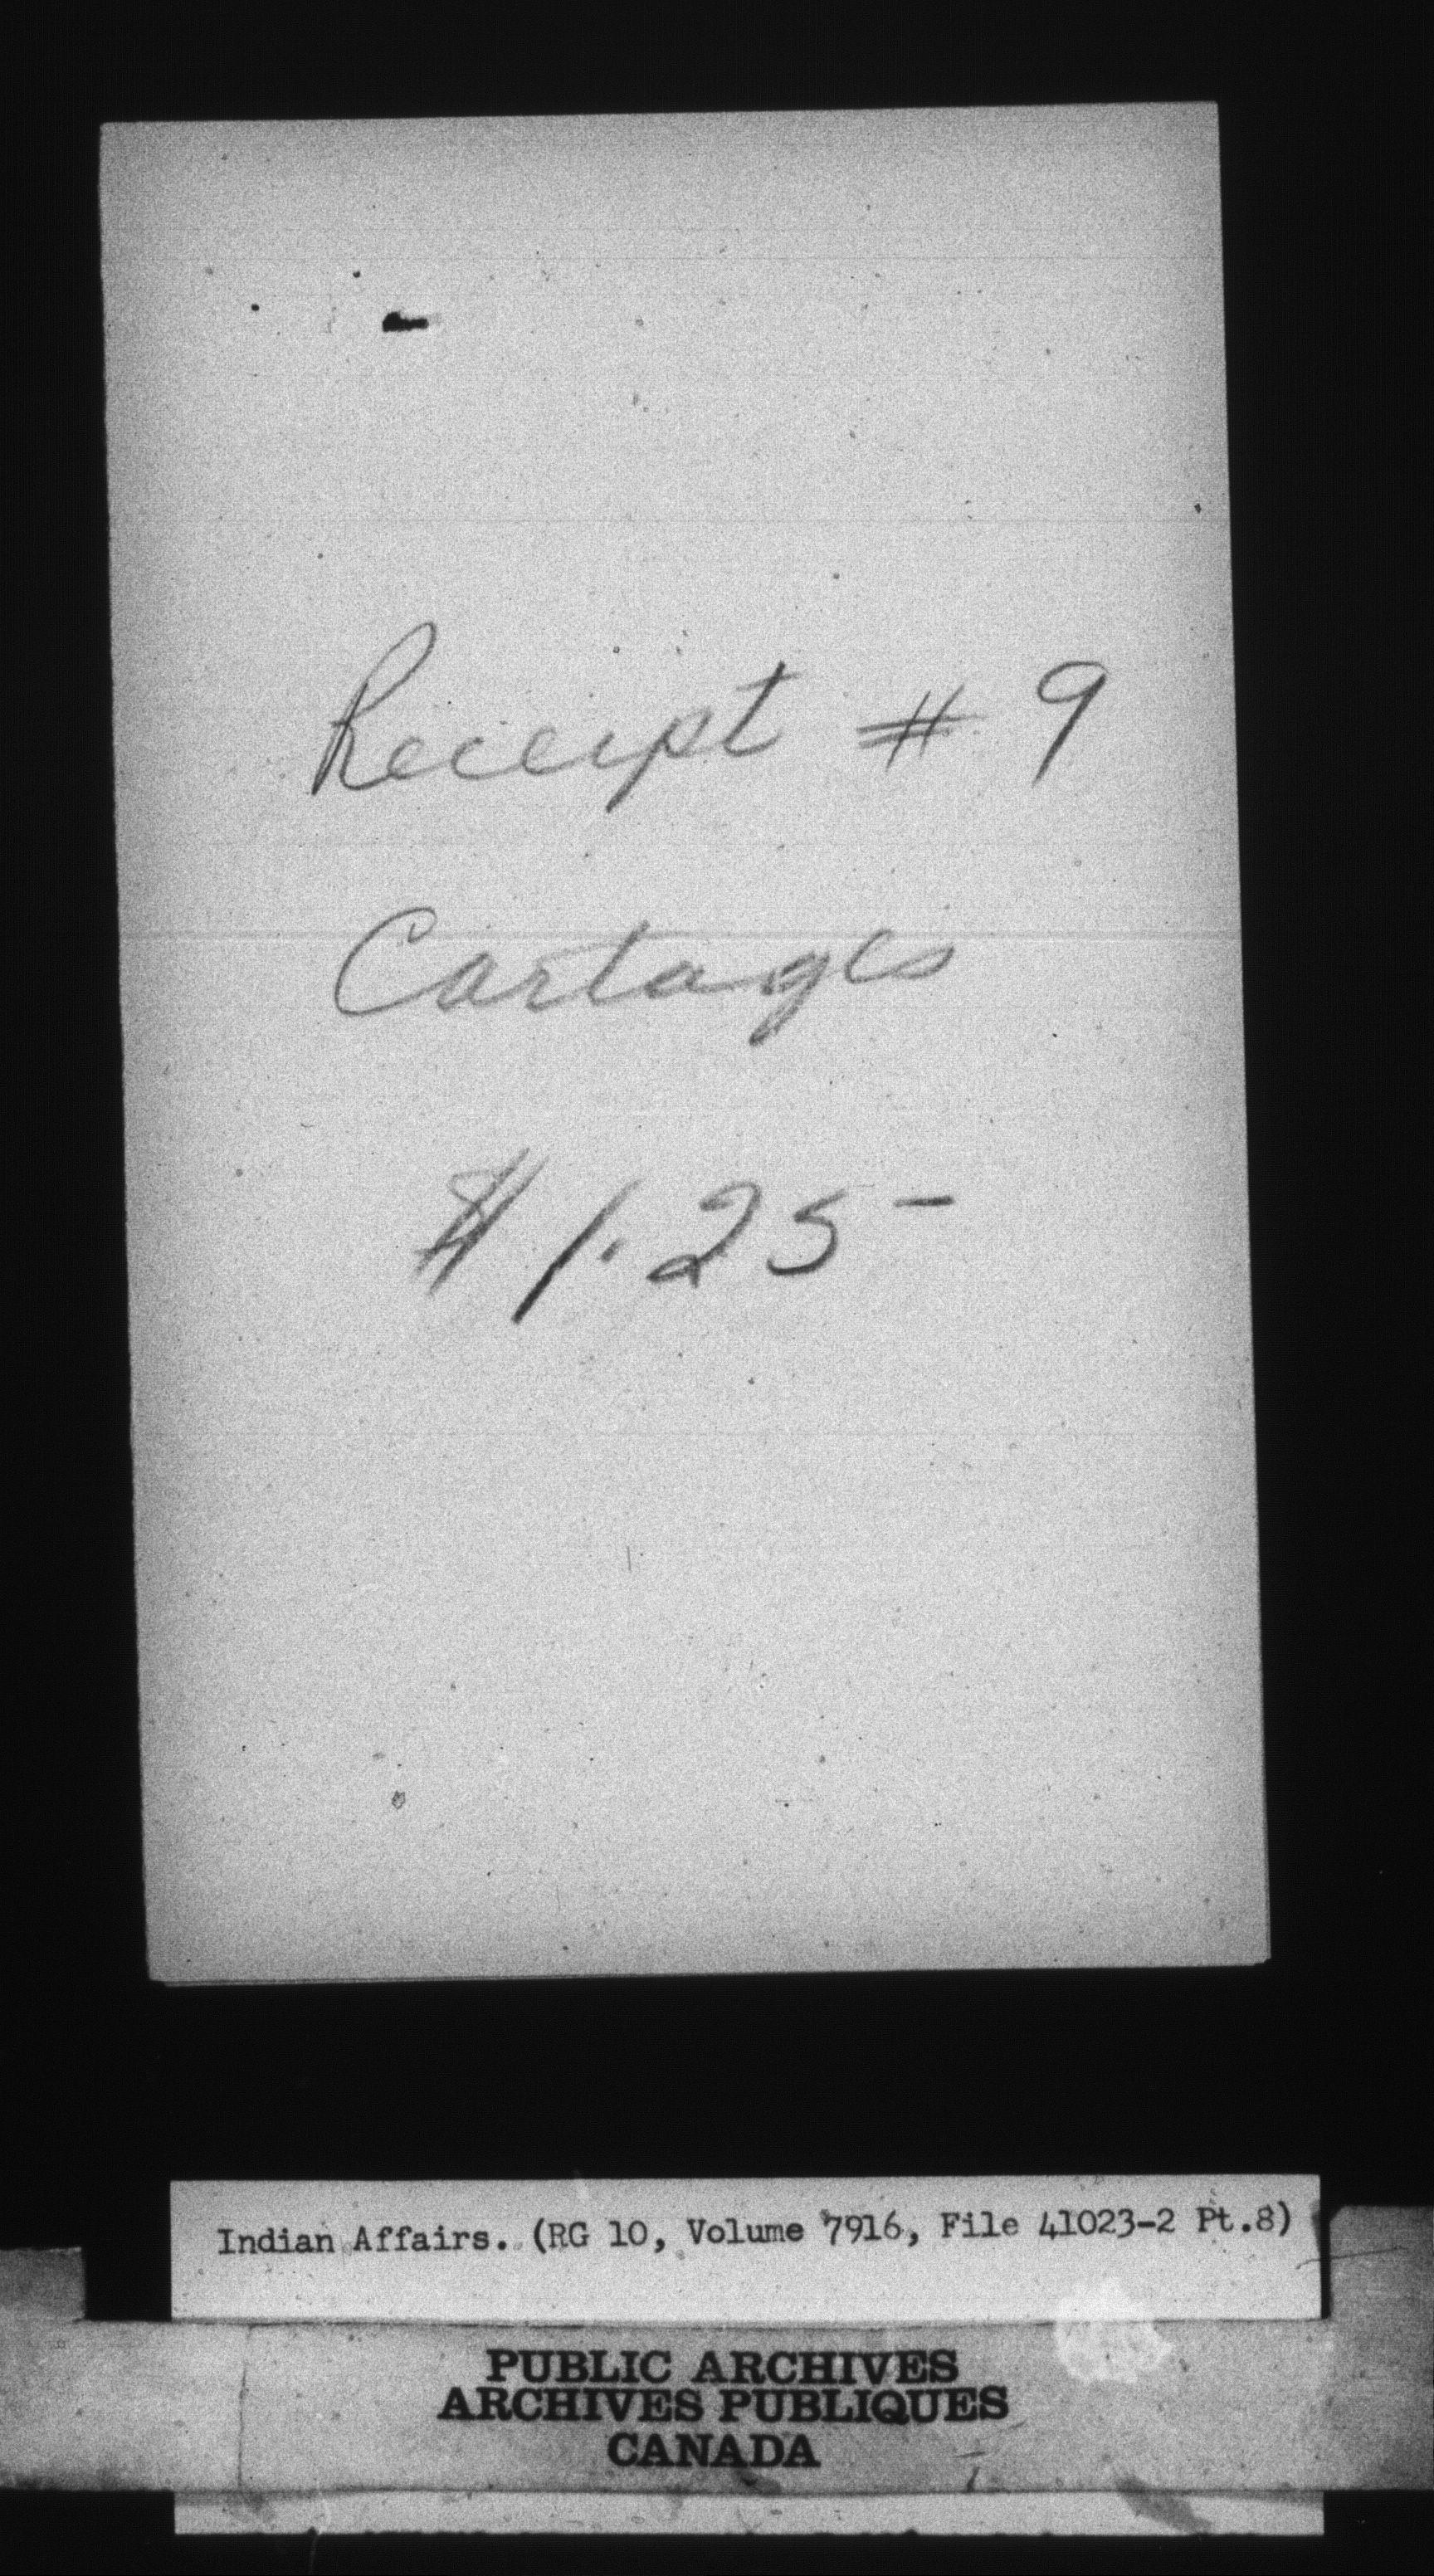 Receipt # 9
Cartages
$ 1.25
Indian Affairs. (RG 10, Volume 7916, File 41023-2 Pt.8)
PUBLIC ARCHIVES
ARCHIVES PUBLIQUES
CANADA